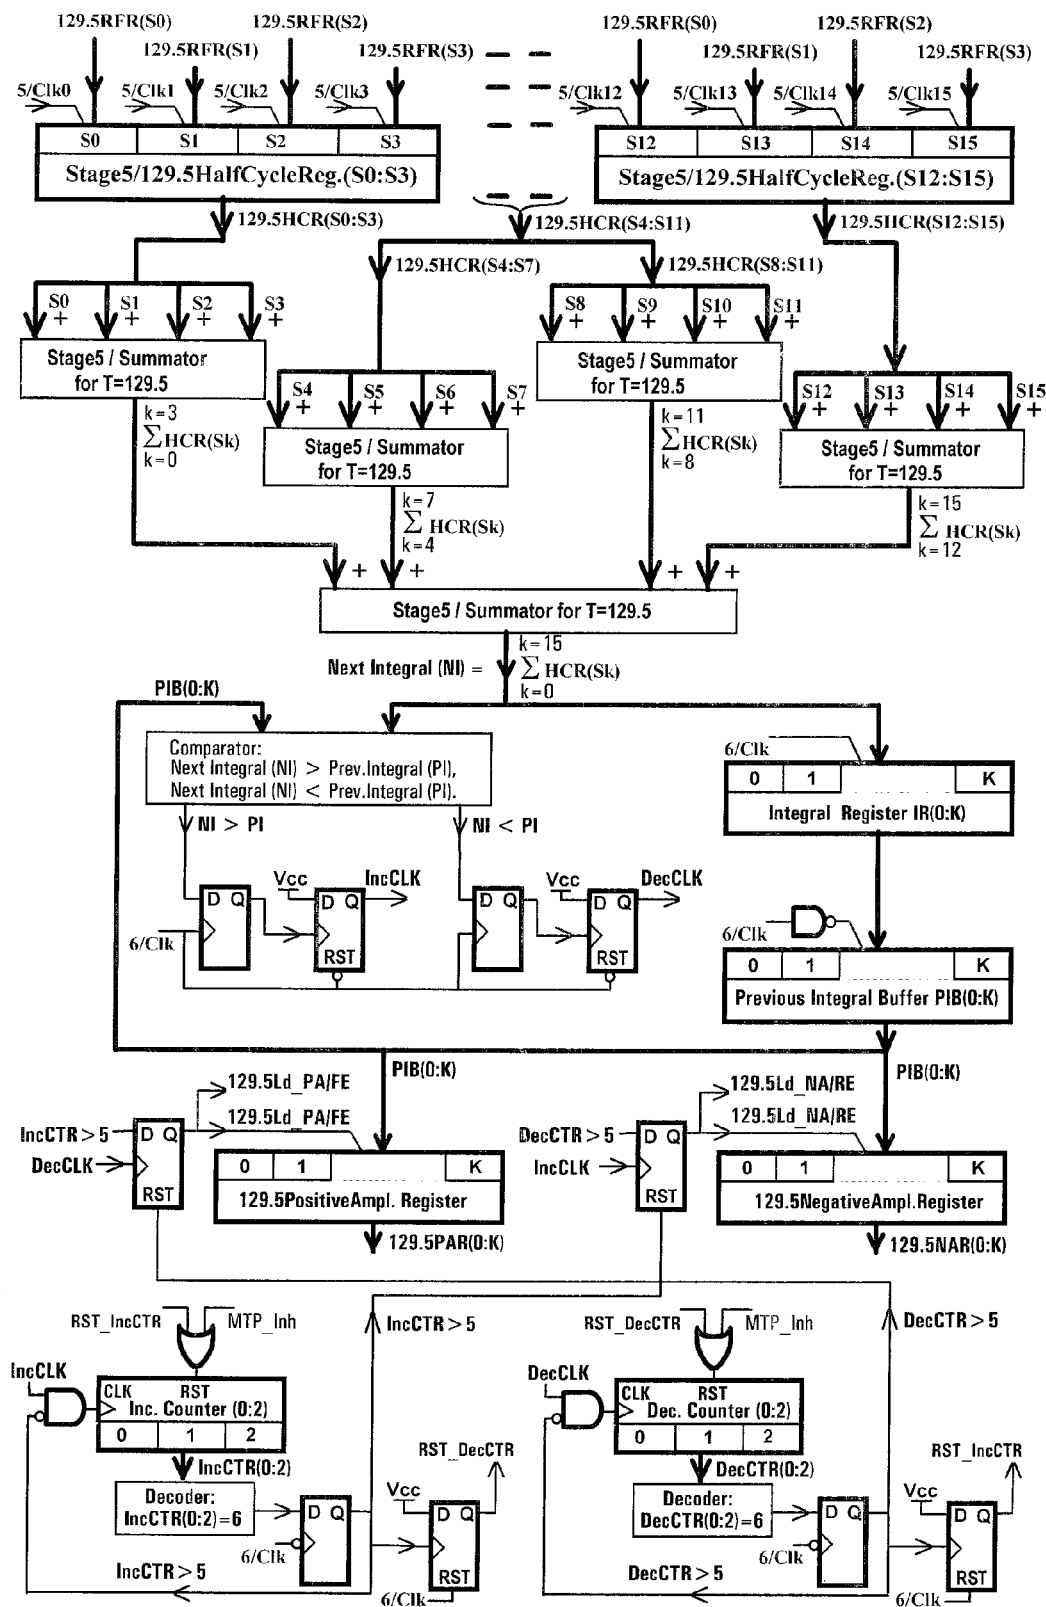 129.5RFR(S0)
129.5RFR(S2)
129.5RFR(S0)
129.5RFR(S2)
129.5RFR(S1)
129.5RFR(S3)
129.5RFR(S1)
129.5RFR(S3)
5/Clk0
5/Clk1
5/Clk2
5/Clk3
5/Clk12
5/Clk13
5/Clk14
5/Clk15
S0
S1
S2
S3
S12
S13
S14
S15
Stage5/129.5HalfCycleReg.(S0:S3)
Stage5/129.5HalfCycleReg.(S12:S15)
129.5HCR(S0:S3)
129.5HCR(S4:S11)
129.5HCR(S12:S15)
129.5HCR(S4:S7)
129.5HCR(S8:S11)
S0 +
S1 +
S2 +
S3 +
S8 +
S9 +
S10 +
S11 +
Stage5 / Summator
for T=129.5
Stage5 / Summator
for T=129.5
S4 +
S5 +
S6 +
S7 +
S12 +
S13 +
S14 +
S15 +
k=3
∑HCR(Sk)
k=0
Stage5 / Summator
for T=129.5
k=11
∑HCR(Sk)
k=8
Stage5 / Summator
for T=129.5
k=7
∑HCR(Sk)
k=4
k=15
∑HCR(Sk)
k=12
+
+
+
+
Stage5 / Summator for T=129.5
k=15
Next Integral (NI) = ∑HCR(Sk)
k=0
PIB(0:K)
Comparator:
Next Integral (NI) > Prev.Integral (PI),
Next Integral (NI) < Prev.Integral (PI).
6/Clk
0
1
K
Integral Register IR(0:K)
NI > PI
NI < PI
Vcc
IncCLK
Vcc
DecCLK
D Q
D Q
D Q
D Q
6/Clk
RST
RST
6/Clk
0
1
K
Previous Integral Buffer PIB(0:K)
PIB(0:K)
PIB(0:K)
129.5Ld_PA/FE
129.5Ld_NA/RE
129.5Ld_PA/FE
129.5Ld_NA/RE
IncCTR>5
D Q
DecCTR>5
D Q
DecCLK
IncCLK
RST
RST
0
1
K
129.5PositiveAmpl. Register
0
1
K
129.5NegativeAmpl.Register
129.5PAR(0:K)
129.5NAR(0:K)
RST_IncCTR
MTP_Inh
IncCTR>5
RST_DecCTR
MTP_Inh
DecCTR>5
IncCLK
CLK
RST
Inc. Counter (0:2)
0
1
2
DecCLK
CLK
RST
Dec. Counter (0:2)
0
1
2
IncCTR(0:2)
RST_DecCTR
DecCTR(0:2)
RST_IncCTR
Decoder:
IncCTR(0:2)=6
D Q
Vcc
D Q
Decoder:
DecCTR(0:2)=6
D Q
Vcc
D Q
6/Clk
6/Clk
IncCTR>5
RST
DecCTR>5
RST
6/Clk
6/Clk